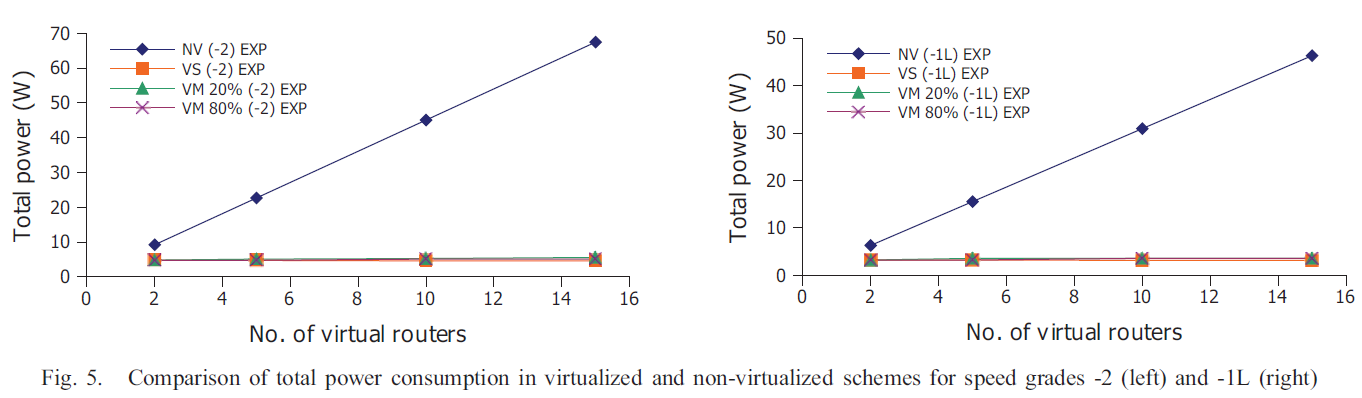 Total power (W)
70
60
50
40
30
20
10
0
NV (-2) EXP
VS (-2) EXP
VM 20% (-2) EXP
VM 80% (-2) EXP
0 2 4 6 8 10 12 14 16
No. of virtual routers
Total power (W)
50
40
30
20
10
0
NV (-1L) EXP
VS (-1L) EXP
VM 20% (-1L) EXP
VM 80% (-1L) EXP
0 2 4 6 8 10 12 14 16
No. of virtual routers
Fig. 5. Comparison of total power consumption in virtualized and non-virtualized schemes for speed grades -2 (left) and -1L (right)